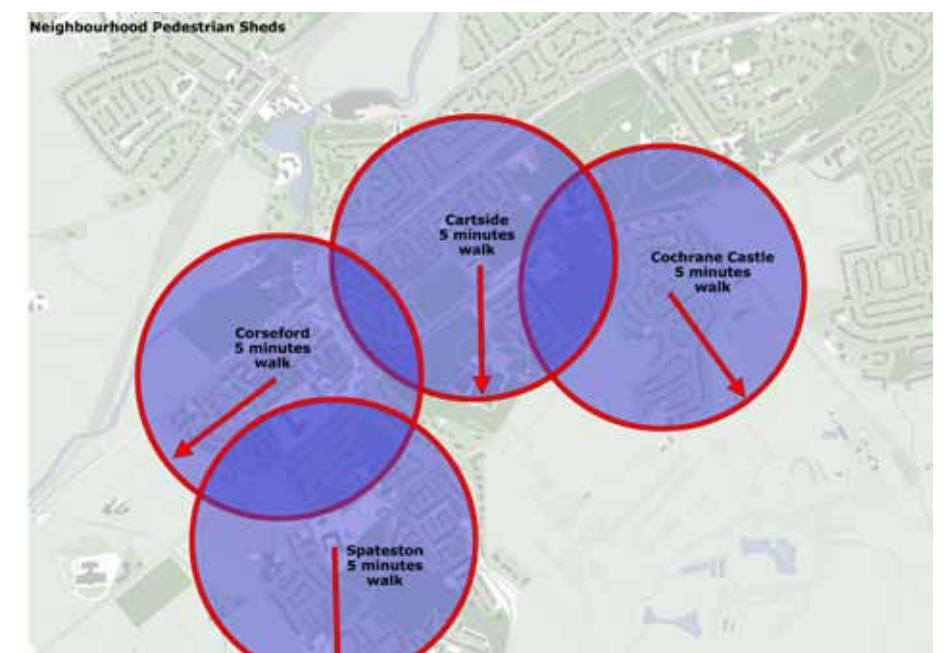 Neighbourhood Pedestrian Sheds
Cartside
5 minutes
walk
Cochrane Castle
5 minutes
walk
Corseford
5 minutes
walk
Spateston
5 minutes
walk